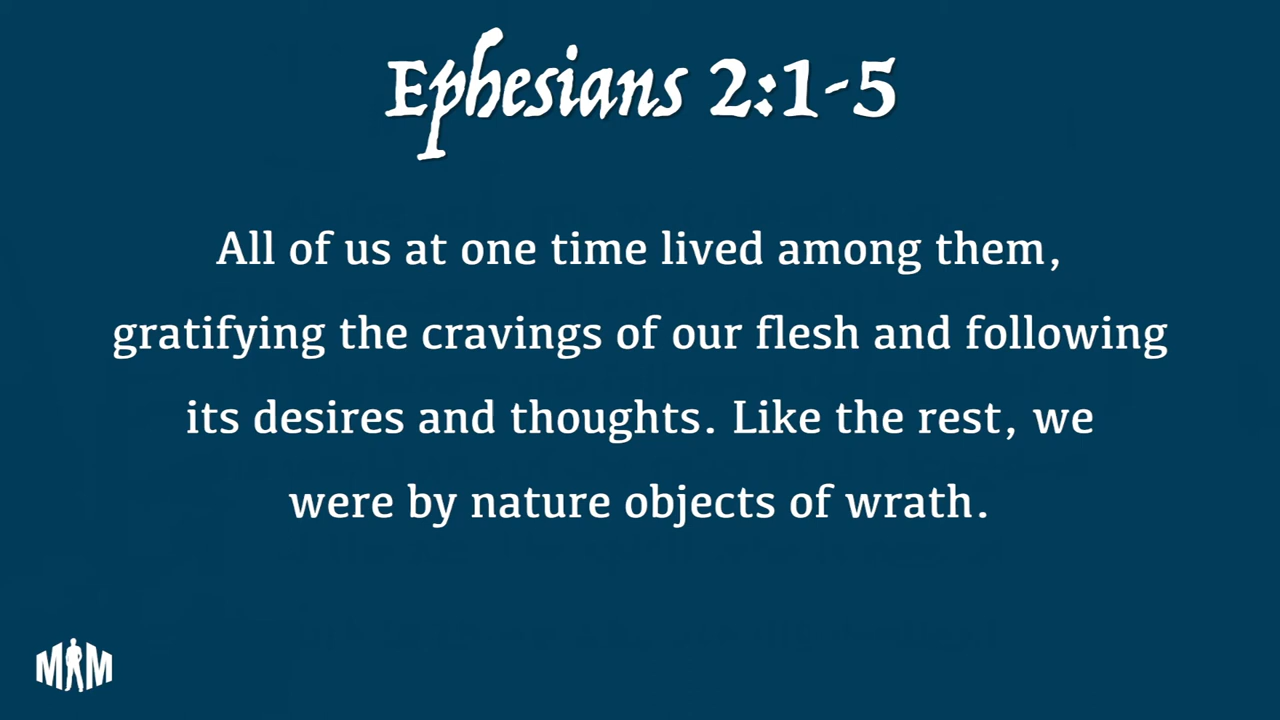 Ephesians 2:1-5
All of us at one time lived among them,
gratifying the cravings of our flesh and following
its desires and thoughts. Like the rest, we
were by nature objects of wrath.
MM